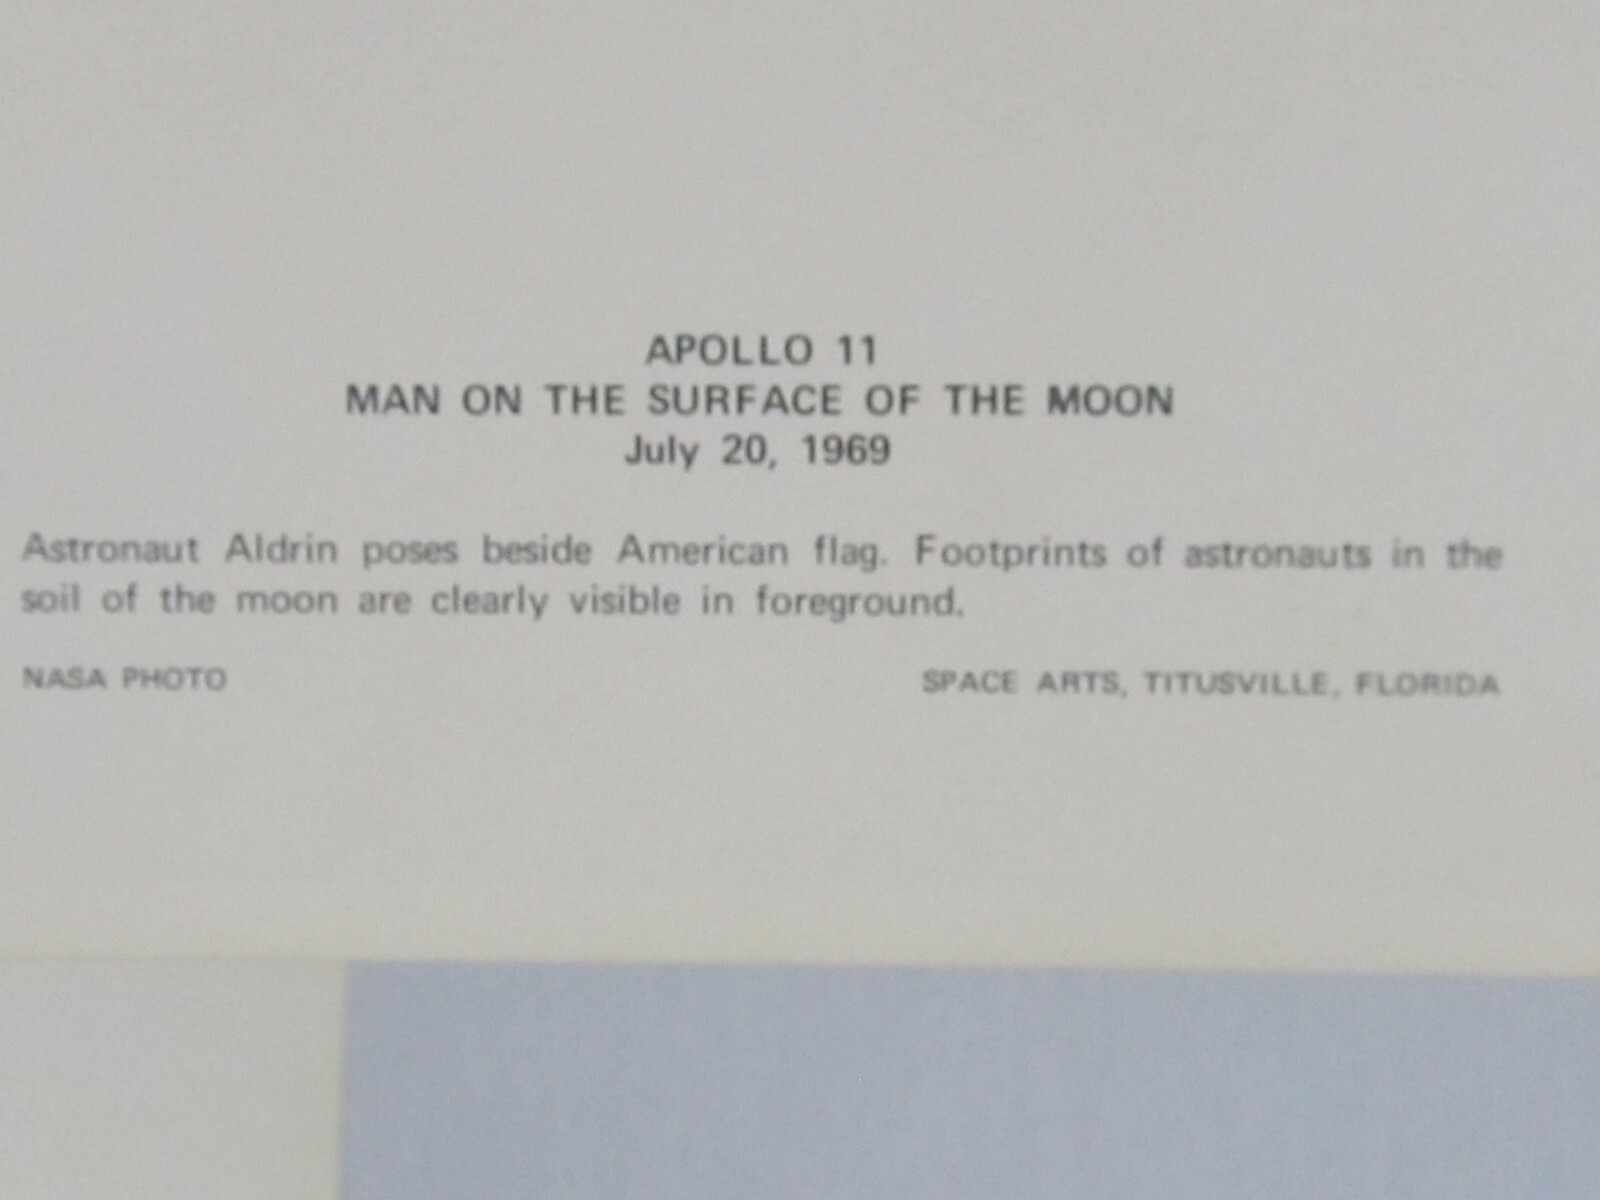 APOLLO 11
MAN ON THE SURFACE OF THE MOON
July 20, 1969
Astronaut Aldrin poses beside American flag. Footprints of astronauts in the
soil of the moon are clearly visible in foreground.
NASA PHOTO
SPACE ARTS, TITUSVILLE, FLORIDA